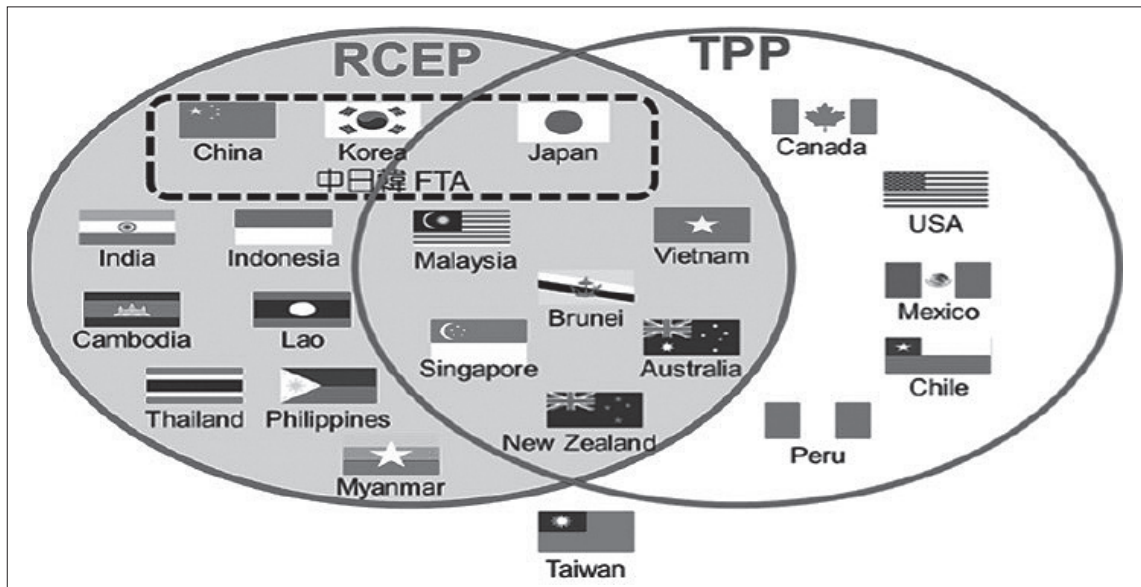 RCEP TPP
China Korea Japan Canada
中日韓 FTA
USA
India Indonesia Malaysia Vietnam
Mexico
Cambodia Lao Brunei
Singapore Australia Chile
Thailand Philippines New Zealand
Peru
Myanmar
Taiwan